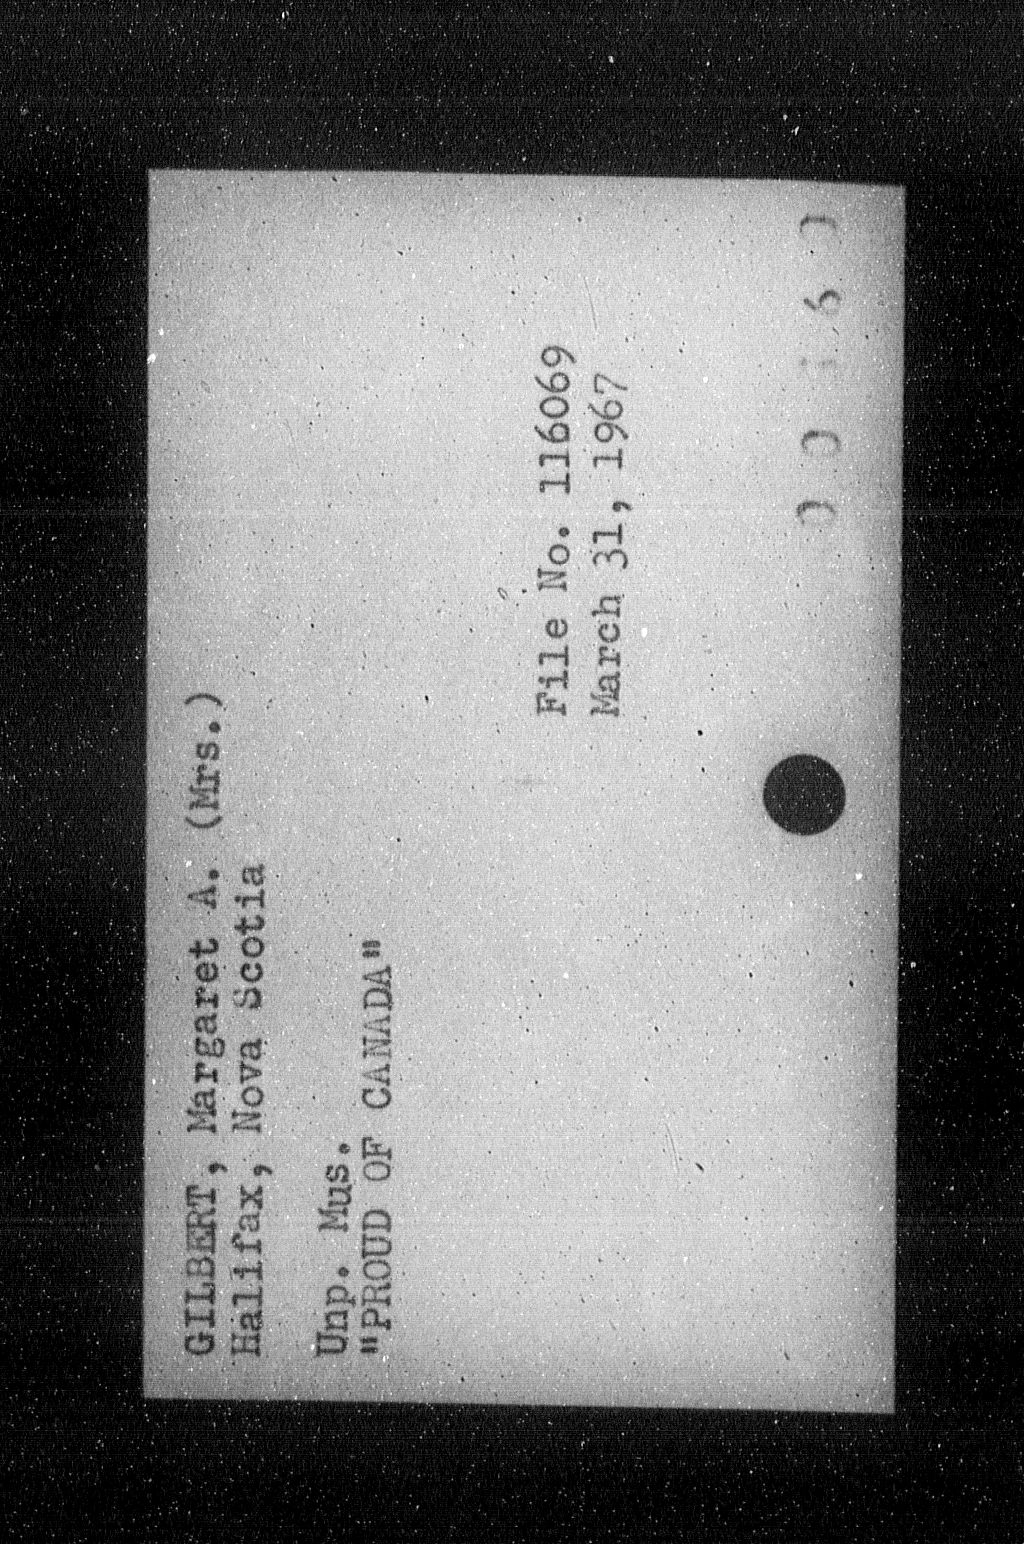 GILBERT, Margaret A. (Mrs.)
Halifax, Nova Scotia
Unp. Mus.
"PROUD OF CANADA"
File No. 116069
March 31, 1967